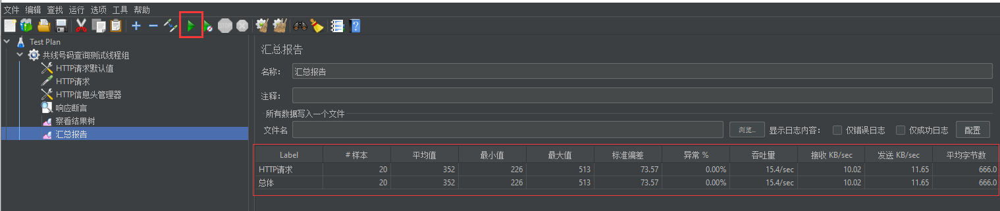 文件 编辑 查找 运行 选项 工具 帮助
STOP
Test Plan
共线号码查询测试线程组
HTTP请求默认值
HTTP请求
HTTP信息头管理器
响应断言
察看结果树
汇总报告
汇总报告
名称： 汇总报告
注释：
所有数据写入一个文件
文件名 浏览... 显示日志内容： 仅错误日志 仅成功日志 配置
Label # 样本 平均值 最小值 最大值 标准偏差 异常 % 吞吐量 接收 KB/sec 发送 KB/sec 平均字节数
HTTP请求 20 352 226 513 73.57 0.00% 15.4/sec 10.02 11.65 666.0
总体 20 352 226 513 73.57 0.00% 15.4/sec 10.02 11.65 666.0